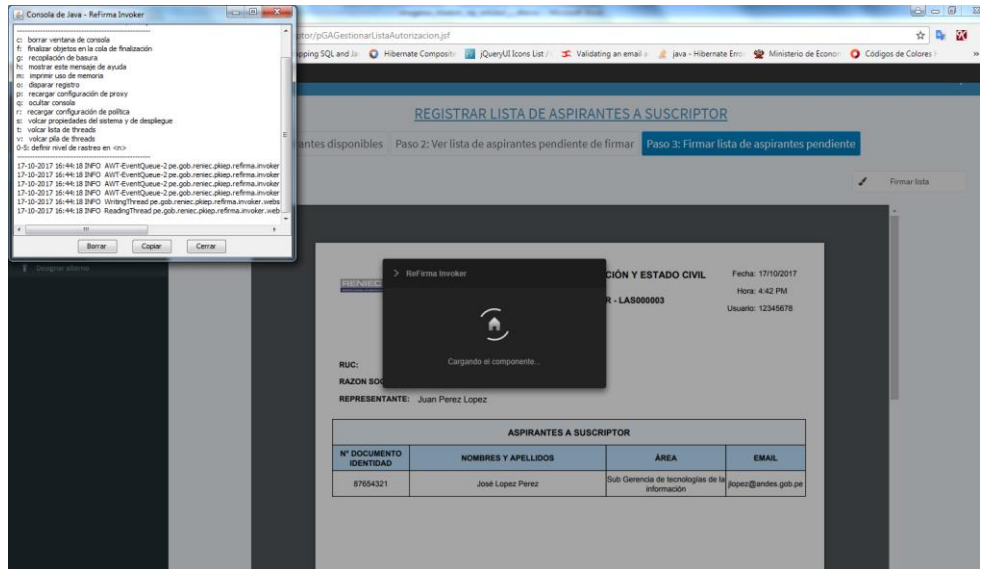 Consola de Java - ReFirma Invoker
c: borrar ventana de consola
f: finalizar objetos en la cola de finalización
g: recopilación de basura
h: mostrar este mensaje de ayuda
m: imprimir uso de memoria
o: disparar registro
p: recargar configuración de proxy
q: ocultar consola
r: recargar configuración de política
s: volcar propiedades del sistema y de despliegue
t: volcar lista de threads
v: volcar pila de threads
0-5: definir nivel de rastreo en <n>
17-10-2017 16:44:18 INFO AWT-EventQueue-2 pe.gob.reniec.pkiep.refirma.invoker
17-10-2017 16:44:18 INFO AWT-EventQueue-2 pe.gob.reniec.pkiep.refirma.invoker
17-10-2017 16:44:18 INFO AWT-EventQueue-2 pe.gob.reniec.pkiep.refirma.invoker
17-10-2017 16:44:18 INFO AWT-EventQueue-2 pe.gob.reniec.pkiep.refirma.invoker
17-10-2017 16:44:18 INFO WritingThread pe.gob.reniec.pkiep.refirma.invoker.webs
17-10-2017 16:44:18 INFO ReadingThread pe.gob.reniec.pkiep.refirma.invoker.web
Borrar Copiar Cerrar
ptor/pGAGestionarListaAutorizacion.jsf
pping SQL and Ja Hibernate Composite jQueryUI Icons List / Validating an email java - Hibernate Erro Ministerio de Econom Códigos de Colores »
REGISTRAR LISTA DE ASPIRANTES A SUSCRIPTOR
antes disponibles Paso 2: Ver lista de aspirantes pendiente de firmar Paso 3: Firmar lista de aspirantes pendiente
Firmar lista
Designar alterno
RENIEC
CIÓN Y ESTADO CIVIL
R - LAS000003
Fecha: 17/10/2017
Hora: 4:42 PM
Usuario: 12345678
> ReFirma Invoker
Cargando el componente...
RUC:
RAZON SOC
REPRESENTANTE: Juan Perez Lopez
ASPIRANTES A SUSCRIPTOR
N° DOCUMENTO IDENTIDAD NOMBRES Y APELLIDOS ÁREA EMAIL
87654321 José Lopez Perez Sub Gerencia de tecnologías de la información jlopez@andes.gob.pe